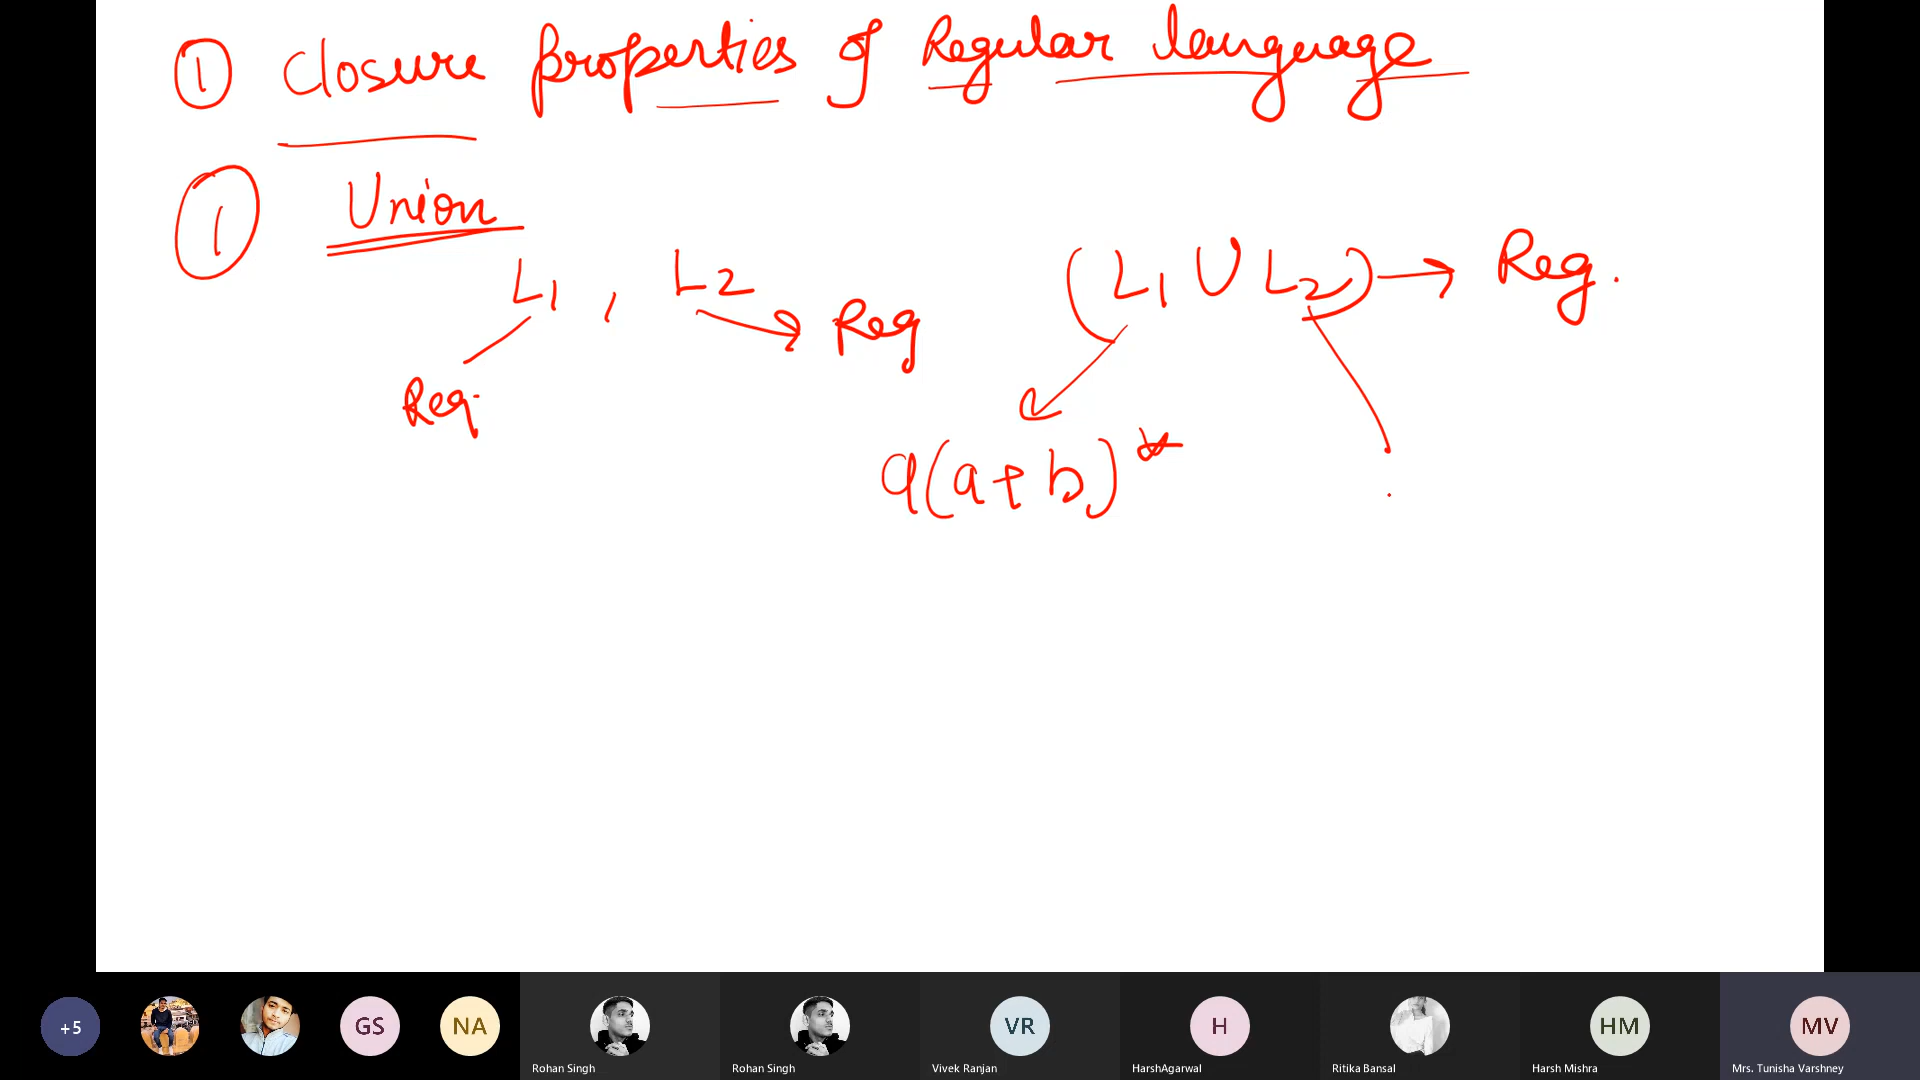 ① Closure properties of Regular language
① Union
L1 , L2 (L1 U L2) → Reg.
Reg Reg
a(a+b)*
+5 GS NA VR H HM MV
Rohan Singh Rohan Singh Vivek Ranjan HarshAgarwal Ritika Bansal Harsh Mishra Mrs. Tunisha Varshney